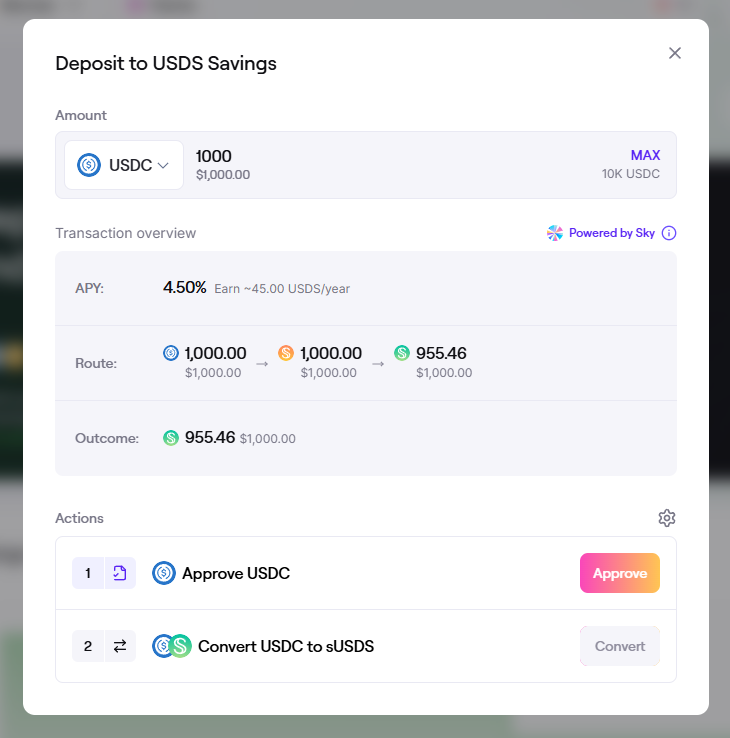 Deposit to USDS Savings
Amount
USDC 1000 MAX
$1,000.00 10K USDC
Transaction overview Powered by Sky
APY: 4.50% Earn ~45.00 USDS/year
Route: 1,000.00 → 1,000.00 → 955.46
$1,000.00 $1,000.00 $1,000.00
Outcome: 955.46 $1,000.00
Actions
1 Approve USDC Approve
2 Convert USDC to sUSDS Convert